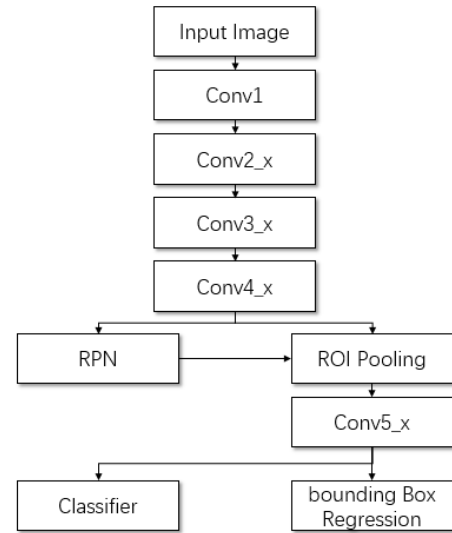 Input Image
Conv1
Conv2_x
Conv3_x
Conv4_x
RPN
ROI Pooling
Conv5_x
Classifier
bounding Box
Regression